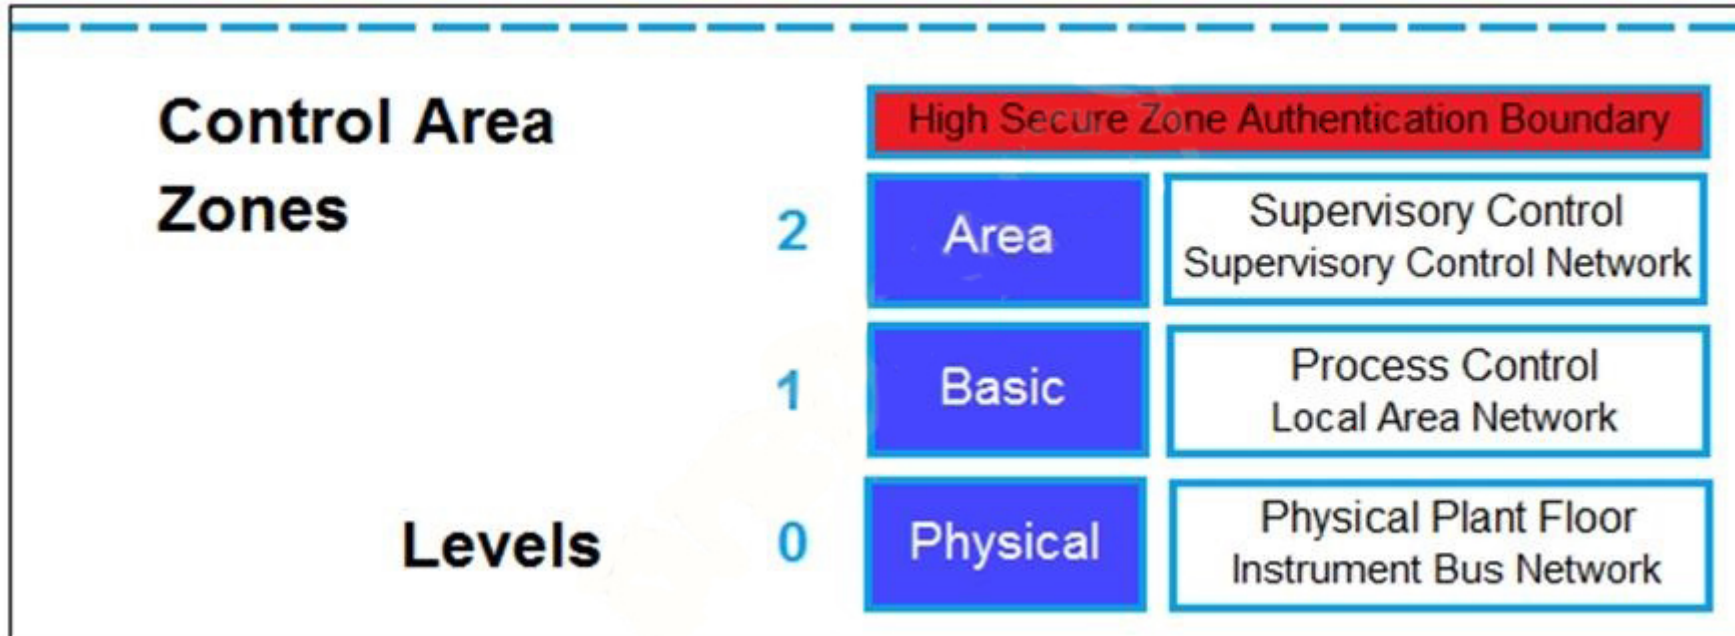 Control Area
Zones
High Secure Zone Authentication Boundary
2
Area
Supervisory Control
Supervisory Control Network
1
Basic
Process Control
Local Area Network
Levels
0
Physical
Physical Plant Floor
Instrument Bus Network